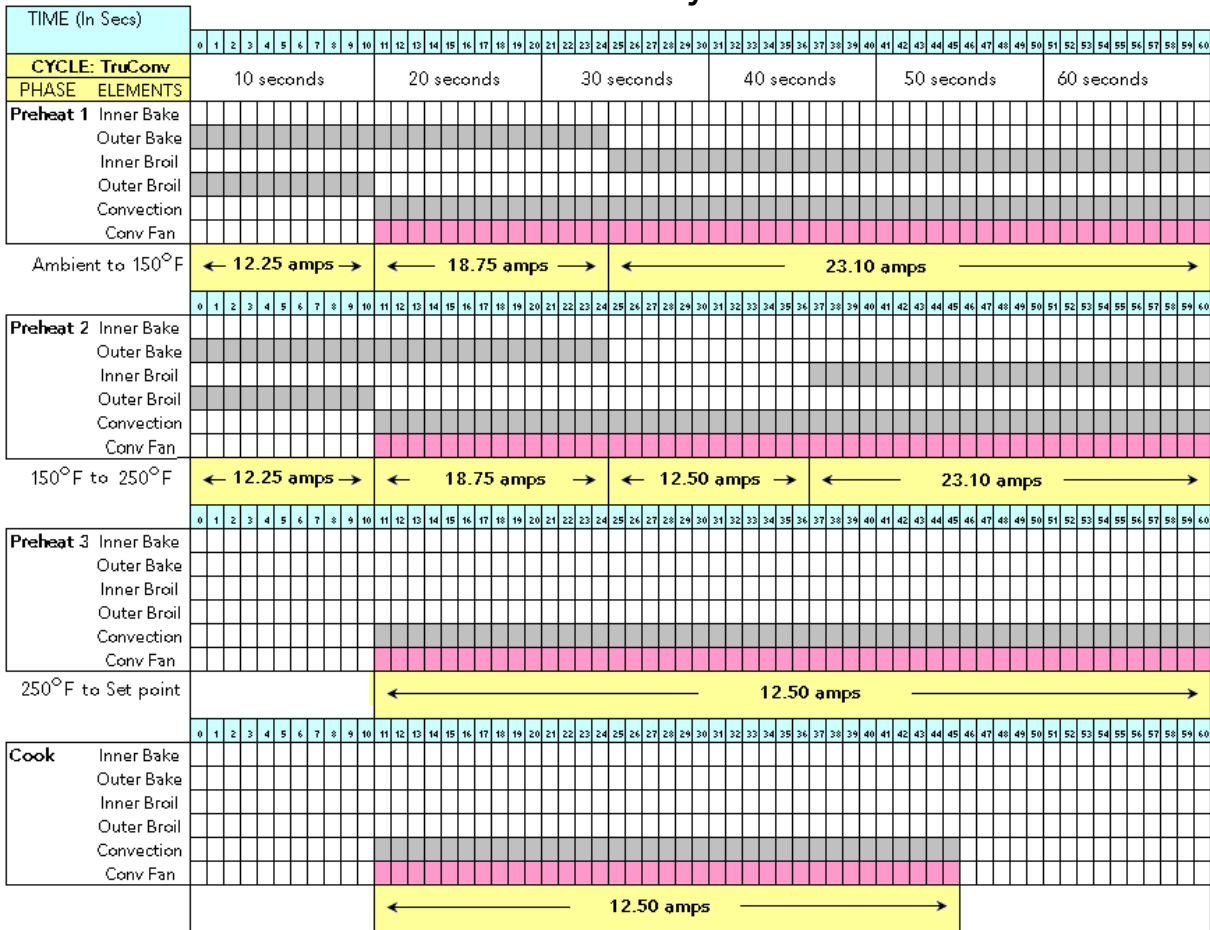 y
TIME (In Secs)
0 1 2 3 4 5 6 7 8 9 10 11 12 13 14 15 16 17 18 19 20 21 22 23 24 25 26 27 28 29 30 31 32 33 34 35 36 37 38 39 40 41 42 43 44 45 46 47 48 49 50 51 52 53 54 55 56 57 58 59 60
CYCLE: TruConv 10 seconds 20 seconds 30 seconds 40 seconds 50 seconds 60 seconds
PHASE ELEMENTS
Preheat 1 Inner Bake
Outer Bake
Inner Broil
Outer Broil
Convection
Conv Fan
Ambient to 150°F ← 12.25 amps → ← 18.75 amps → ← 23.10 amps →
0 1 2 3 4 5 6 7 8 9 10 11 12 13 14 15 16 17 18 19 20 21 22 23 24 25 26 27 28 29 30 31 32 33 34 35 36 37 38 39 40 41 42 43 44 45 46 47 48 49 50 51 52 53 54 55 56 57 58 59 60
Preheat 2 Inner Bake
Outer Bake
Inner Broil
Outer Broil
Convection
Conv Fan
150°F to 250°F ← 12.25 amps → ← 18.75 amps → ← 12.50 amps → ← 23.10 amps →
0 1 2 3 4 5 6 7 8 9 10 11 12 13 14 15 16 17 18 19 20 21 22 23 24 25 26 27 28 29 30 31 32 33 34 35 36 37 38 39 40 41 42 43 44 45 46 47 48 49 50 51 52 53 54 55 56 57 58 59 60
Preheat 3 Inner Bake
Outer Bake
Inner Broil
Outer Broil
Convection
Conv Fan
250°F to Set point ← 12.50 amps →
0 1 2 3 4 5 6 7 8 9 10 11 12 13 14 15 16 17 18 19 20 21 22 23 24 25 26 27 28 29 30 31 32 33 34 35 36 37 38 39 40 41 42 43 44 45 46 47 48 49 50 51 52 53 54 55 56 57 58 59 60
Cook Inner Bake
Outer Bake
Inner Broil
Outer Broil
Convection
Conv Fan
← 12.50 amps →